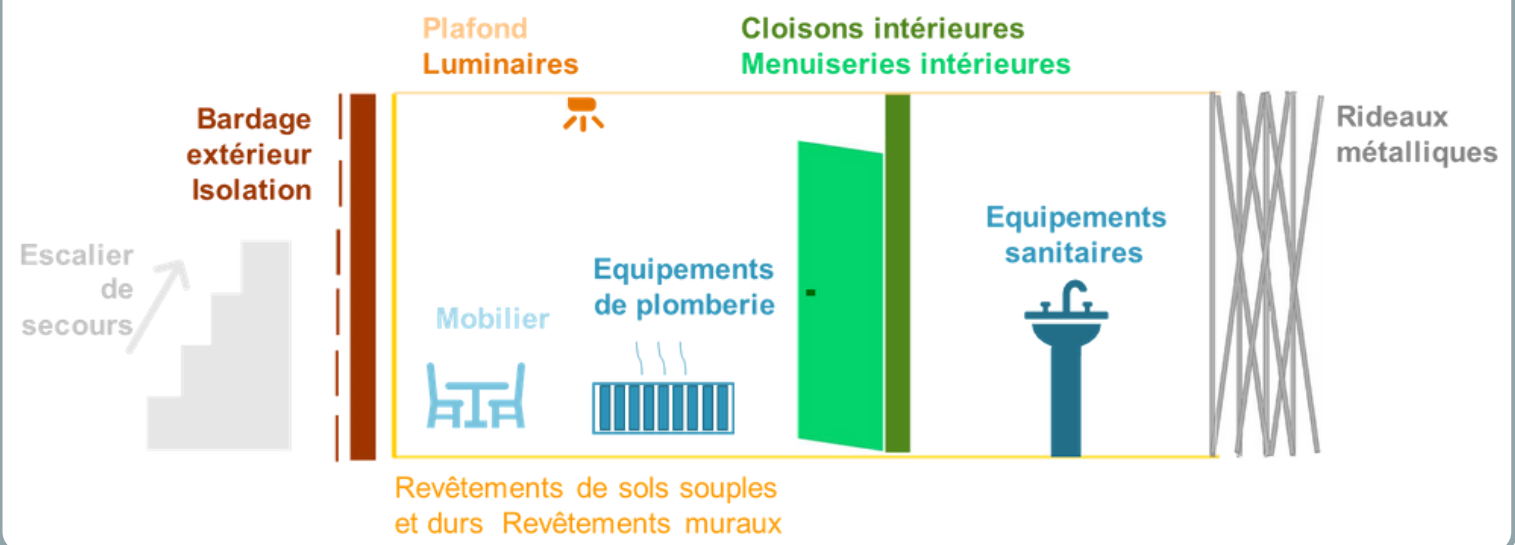 Plafond
Luminaires
Cloisons intérieures
Menuiseries intérieures
Bardage
extérieur
Isolation
Rideaux
métalliques
Escalier
de
secours
Mobilier
Equipements
de plomberie
Equipements
sanitaires
Revêtements de sols souples
et durs Revêtements muraux